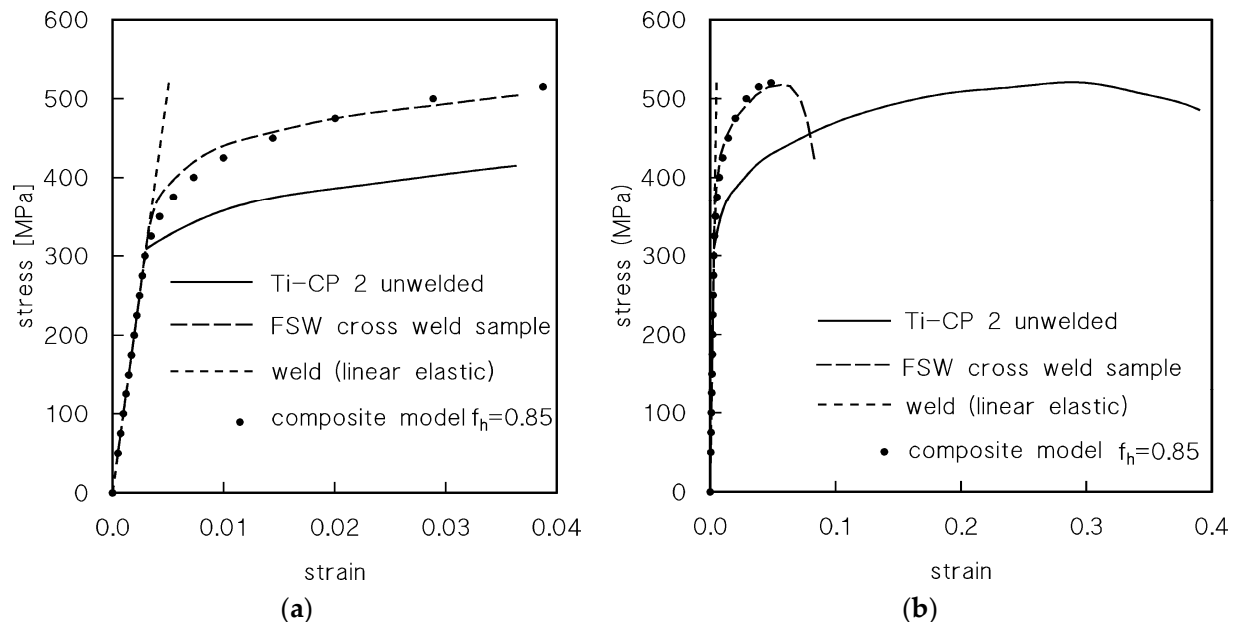 600
500
400
300
200
100
0
stress [MPa]
Ti-CP 2 unwelded
FSW cross weld sample
weld (linear elastic)
composite model fh=0.85
0.0 0.01 0.02 0.03 0.04
strain
(a)
600
500
400
300
200
100
0
stress (MPa)
Ti-CP 2 unwelded
FSW cross weld sample
weld (linear elastic)
composite model fh=0.85
0.0 0.1 0.2 0.3 0.4
strain
(b)